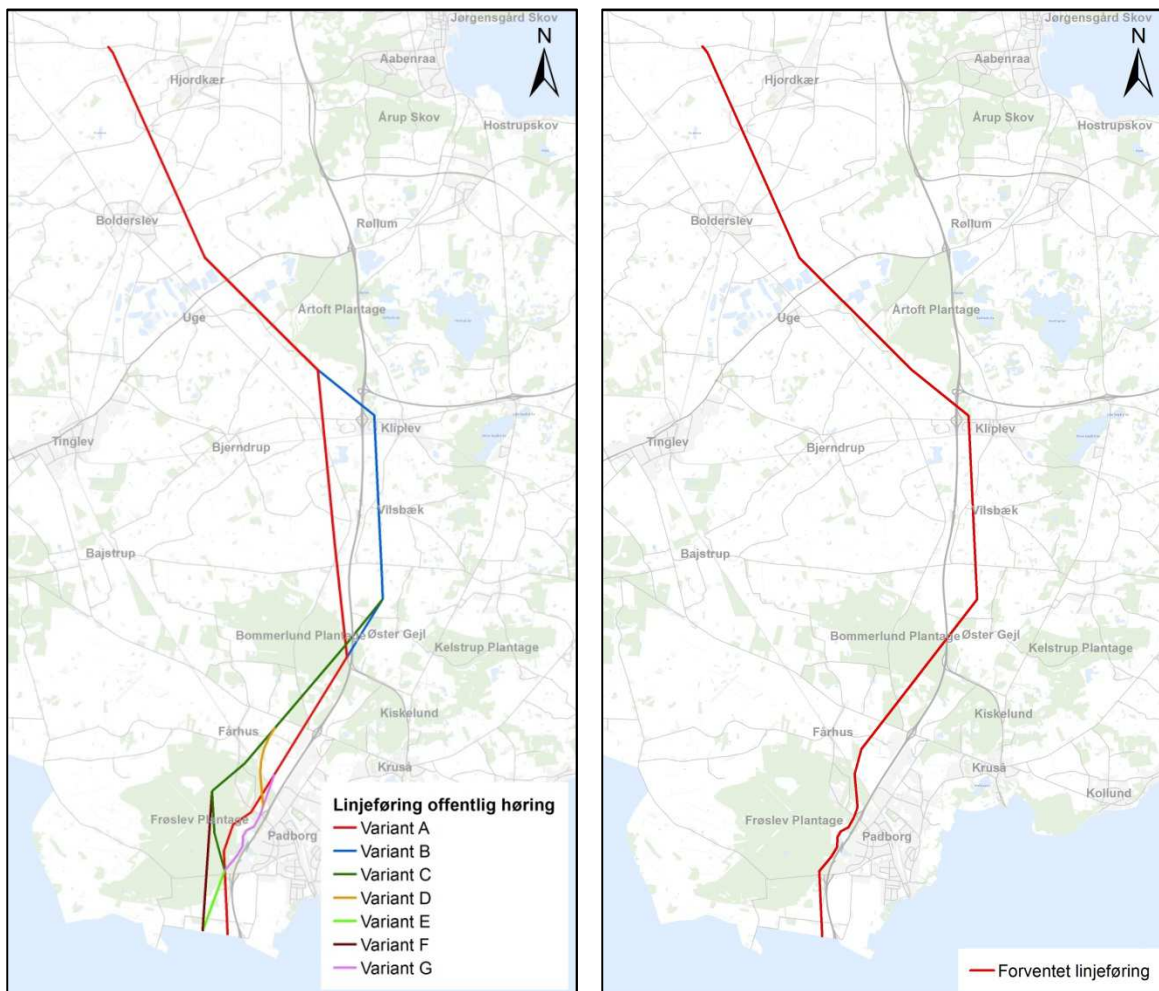 Jørgensgård Skov
N
Aabenraa
Hjordkær
Årup Skov
Hostrupskov
Bolderslev
Røllum
Årtoft Plantage
Uge
Kliplev
Tinglev
Bjerndrup
Vilsbæk
Bajstrup
Bommerlund Plantage
Øster Gejl
Kelstrup Plantage
Kiskelund
Fårhus
Kruså
Frøslev Plantage
Padborg
Linjeføring offentlig høring
Variant A
Variant B
Variant C
Variant D
Variant E
Variant F
Variant G
Jørgensgård Skov
N
Aabenraa
Hjordkær
Årup Skov
Hostrupskov
Bolderslev
Røllum
Årtoft Plantage
Uge
Kliplev
Tinglev
Bjerndrup
Vilsbæk
Bajstrup
Bommerlund Plantage
Øster Gejl
Kelstrup Plantage
Kiskelund
Fårhus
Kruså
Kollund
Frøslev Plantage
Padborg
Forventet linjeføring